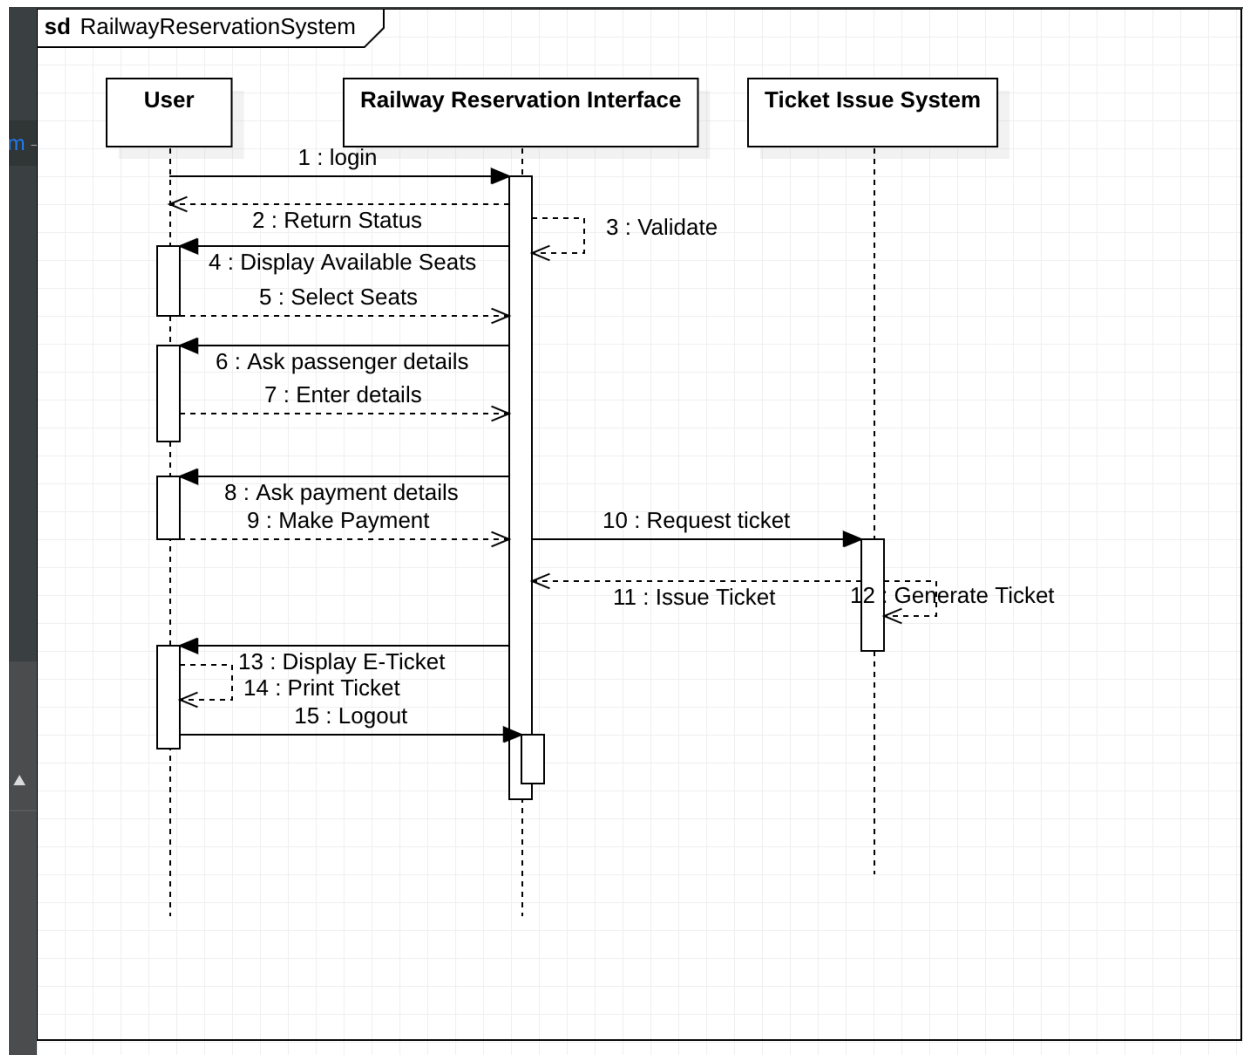 sd RailwayReservationSystem
User
Railway Reservation Interface
Ticket Issue System
m -
1 : login
2 : Return Status
3 : Validate
4 : Display Available Seats
5 : Select Seats
6 : Ask passenger details
7 : Enter details
8 : Ask payment details
9 : Make Payment
10 : Request ticket
11 : Issue Ticket
12 : Generate Ticket
13 : Display E-Ticket
14 : Print Ticket
15 : Logout